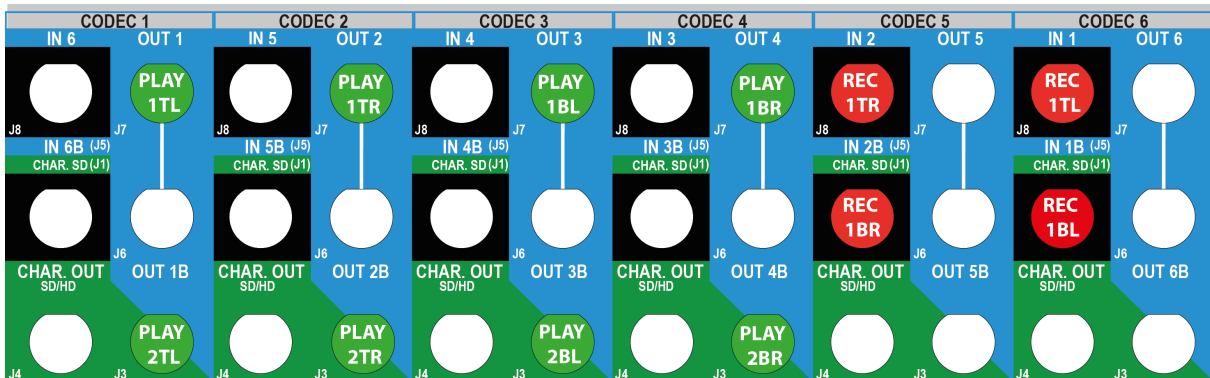 CODEC 1 CODEC 2 CODEC 3 CODEC 4 CODEC 5 CODEC 6
IN 6 OUT 1 IN 5 OUT 2 IN 4 OUT 3 IN 3 OUT 4 IN 2 OUT 5 IN 1 OUT 6
PLAY PLAY PLAY PLAY REC REC
1TL 1TR 1BL 1BR 1TR 1TL
J8 J7 J8 J7 J8 J7 J8 J7 J8 J7 J8 J7
IN 6B (J5) IN 5B (J5) IN 4B (J5) IN 3B (J5) IN 2B (J5) IN 1B (J5)
CHAR. SD (J1) CHAR. SD (J1) CHAR. SD (J1) CHAR. SD (J1) CHAR. SD (J1) CHAR. SD (J1)
REC REC
1BR 1BL
J6 J6 J6 J6 J6 J6
CHAR. OUT OUT 1B CHAR. OUT OUT 2B CHAR. OUT OUT 3B CHAR. OUT OUT 4B CHAR. OUT OUT 5B CHAR. OUT OUT 6B
SD/HD SD/HD SD/HD SD/HD SD/HD SD/HD
PLAY PLAY PLAY PLAY
2TL 2TR 2BL 2BR
J4 J3 J4 J3 J4 J3 J4 J3 J4 J3 J4 J3